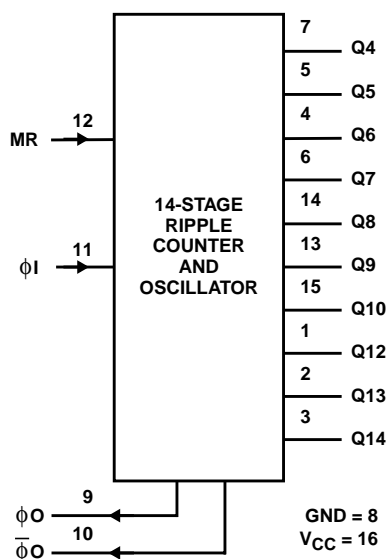 7 Q4
5 Q5
12 4 Q6
MR
6 Q7
14-STAGE
RIPPLE
COUNTER
AND
OSCILLATOR
14 Q8
11 13 Q9
ϕI
15 Q10
1 Q12
2 Q13
3 Q14
9
ϕO
10
ϕ̅O
GND = 8
VCC = 16